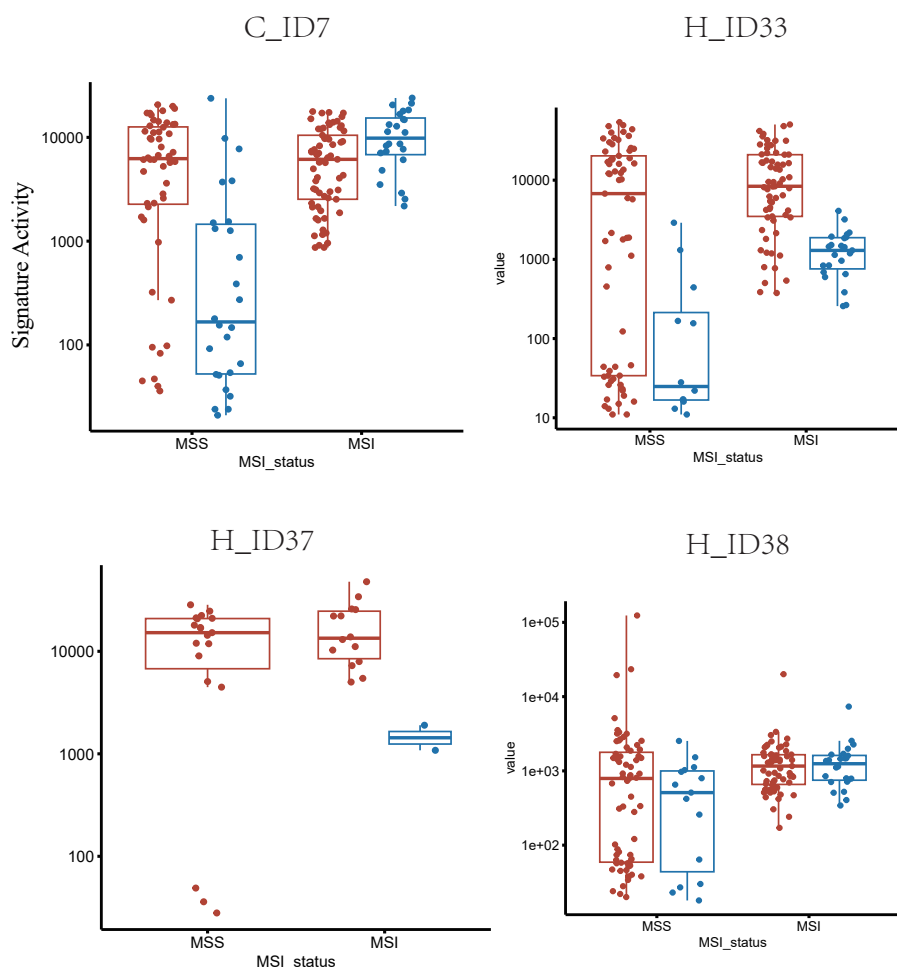 C_ID7
Signature Activity
10000
1000
100
MSS
MSI
MSI_status
H_ID33
value
10000
1000
100
10
MSS
MSI
MSI_status
H_ID37
10000
1000
100
MSS
MSI
MSI_status
H_ID38
value
1e+05
1e+04
1e+03
1e+02
MSS
MSI
MSI_status